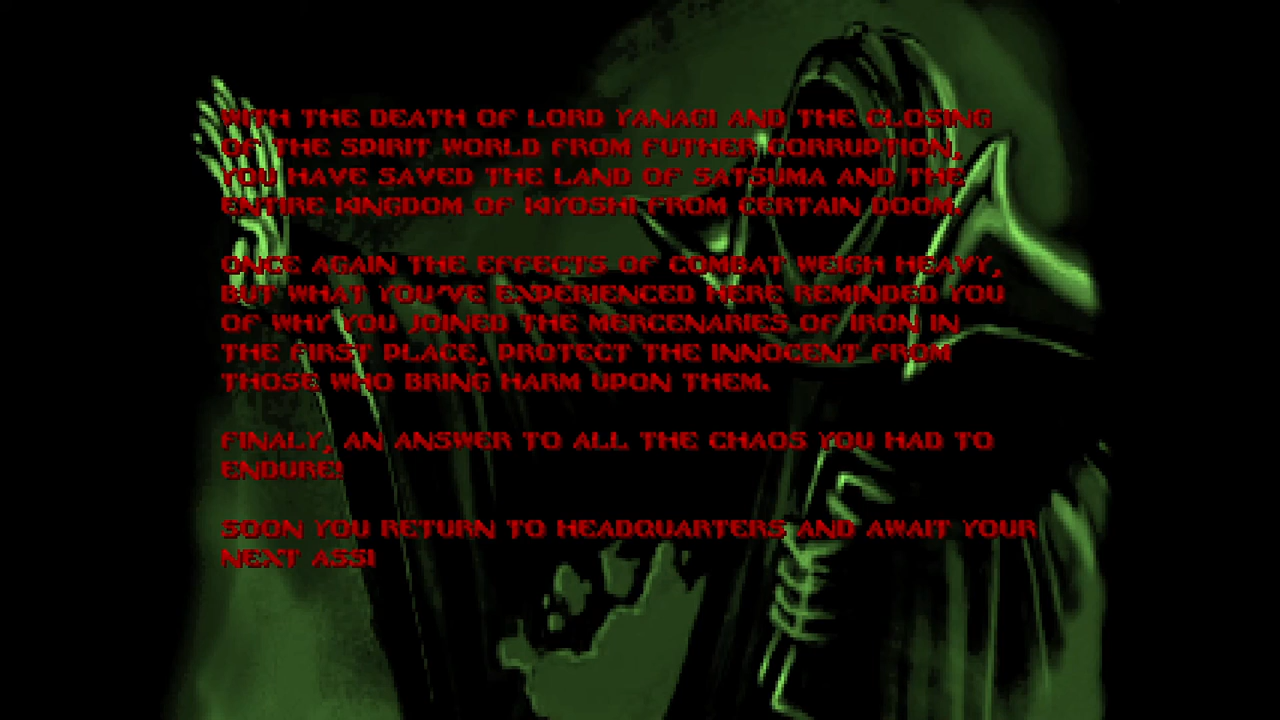 WITH THE DEATH OF LORD YANAGI AND THE CLOSING
OF THE SPIRIT WORLD FROM FUTHER CORRUPTION,
YOU HAVE SAVED THE LAND OF SATSUMA AND THE
ENTIRE KINGDOM OF KIYOSHI FROM CERTAIN DOOM.
ONCE AGAIN THE EFFECTS OF COMBAT WEIGH HEAVY,
BUT WHAT YOU'VE EXPERIENCED HERE REMINDED YOU
OF WHY YOU JOINED THE MERCENARIES OF IRON IN
THE FIRST PLACE, PROTECT THE INNOCENT FROM
THOSE WHO BRING HARM UPON THEM.
FINALY, AN ANSWER TO ALL THE CHAOS YOU HAD TO
ENDURE!
SOON YOU RETURN TO HEADQUARTERS AND AWAIT YOUR
NEXT ASSI